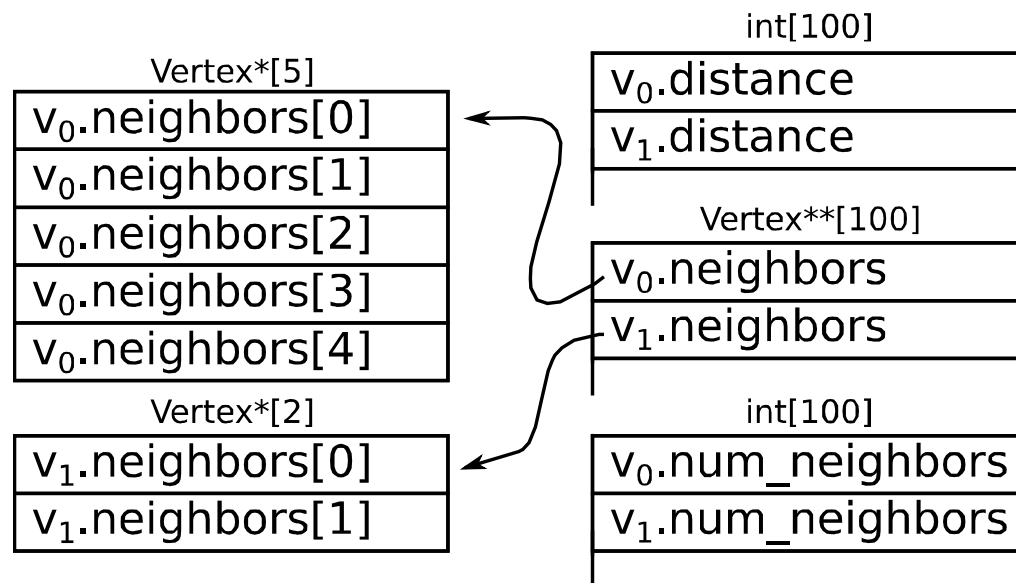 Vertex*[5]
v₀.neighbors[0]
v₀.neighbors[1]
v₀.neighbors[2]
v₀.neighbors[3]
v₀.neighbors[4]
Vertex*[2]
v₁.neighbors[0]
v₁.neighbors[1]
int[100]
v₀.distance
v₁.distance
Vertex**[100]
v₀.neighbors
v₁.neighbors
int[100]
v₀.num_neighbors
v₁.num_neighbors